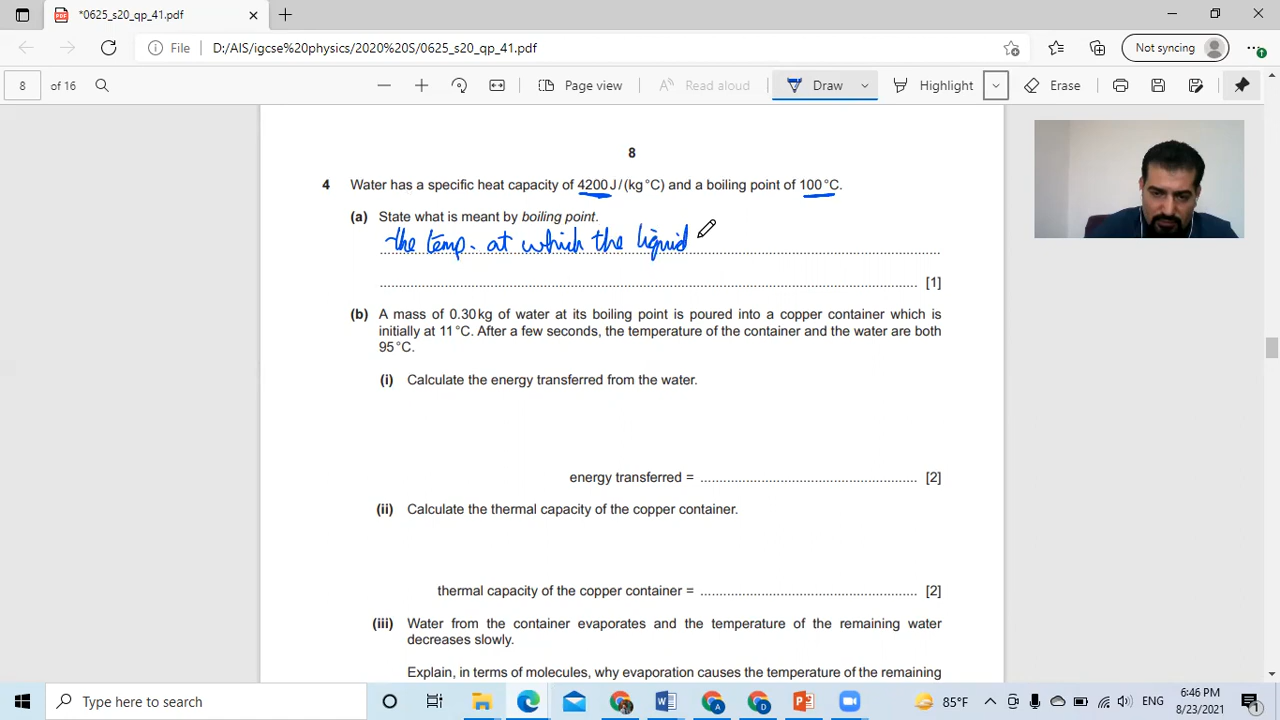 *0625_s20_qp_41.pdf
File D:/AIS/igcse%20physics/2020%20S/0625_s20_qp_41.pdf
Not syncing
8 of 16
Page view
Read aloud
Draw
Highlight
Erase
8
4 Water has a specific heat capacity of 4200 J/(kg °C) and a boiling point of 100 °C.
(a) State what is meant by boiling point.
the temp. at which the liquid
[1]
(b) A mass of 0.30 kg of water at its boiling point is poured into a copper container which is
initially at 11 °C. After a few seconds, the temperature of the container and the water are both
95 °C.
(i) Calculate the energy transferred from the water.
energy transferred = [2]
(ii) Calculate the thermal capacity of the copper container.
thermal capacity of the copper container = [2]
(iii) Water from the container evaporates and the temperature of the remaining water
decreases slowly.
Explain, in terms of molecules, why evaporation causes the temperature of the remaining
Type here to search
85°F
ENG
6:46 PM
8/23/2021